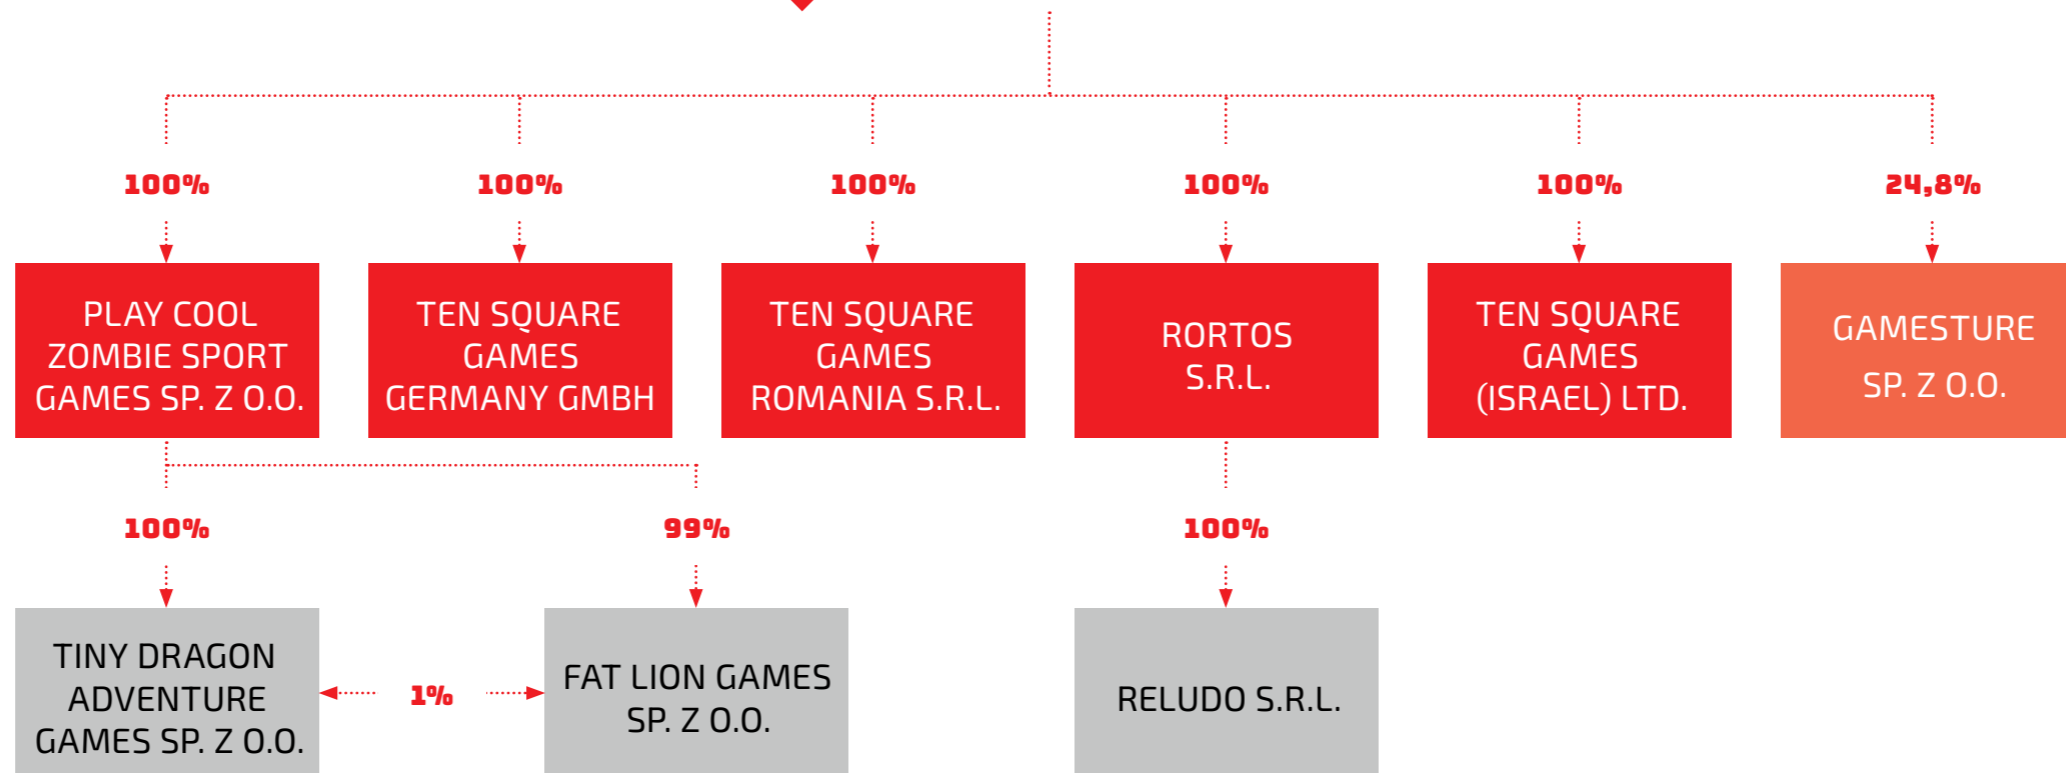 100%
100%
100%
100%
100%
24,8%
PLAY COOL
ZOMBIE SPORT
GAMES SP. Z O.O.
TEN SQUARE
GAMES
GERMANY GMBH
TEN SQUARE
GAMES
ROMANIA S.R.L.
RORTOS
S.R.L.
TEN SQUARE
GAMES
(ISRAEL) LTD.
GAMESTURE
SP. Z O.O.
100%
99%
100%
TINY DRAGON
ADVENTURE
GAMES SP. Z O.O.
1%
FAT LION GAMES
SP. Z O.O.
RELUDO S.R.L.